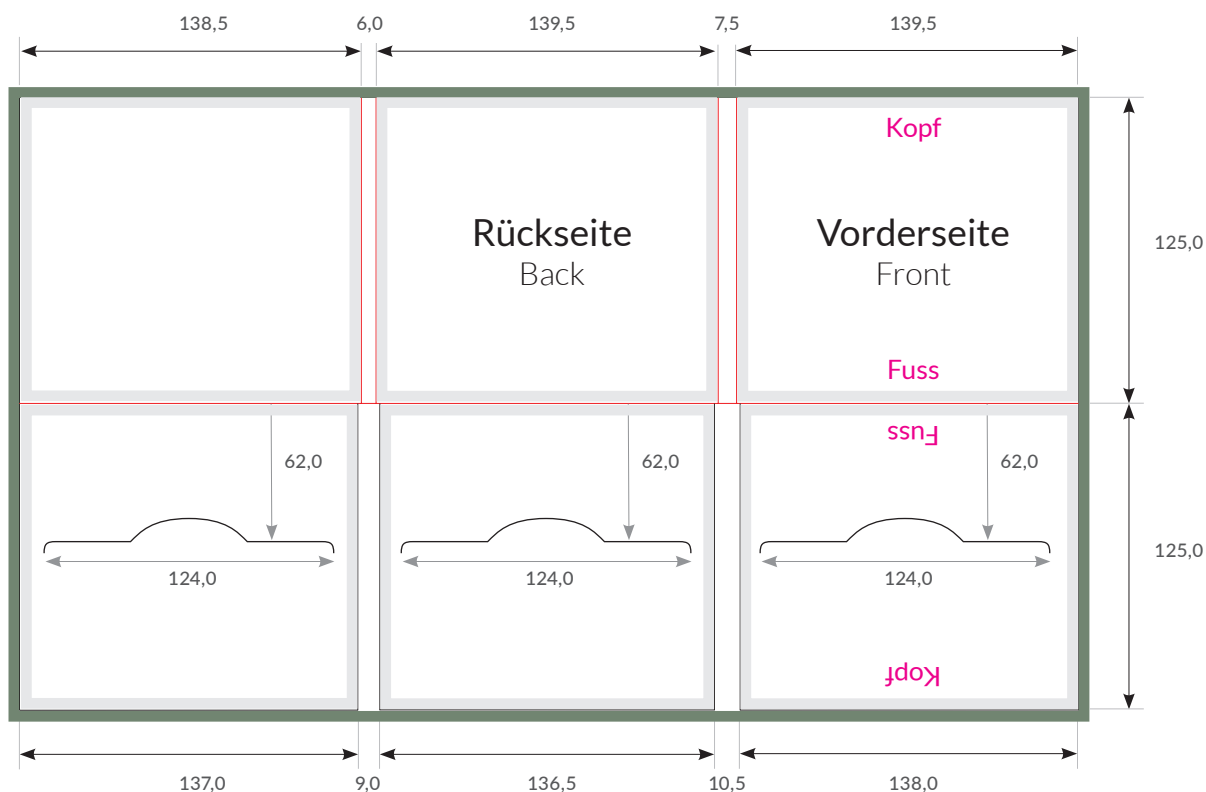 138,5 6,0 139,5 7,5 139,5
Kopf
Rückseite
Back
Vorderseite
Front
125,0
Fuss
Fuss
62,0 62,0 62,0
125,0
124,0 124,0 124,0
Kopf
137,0 9,0 136,5 10,5 138,0